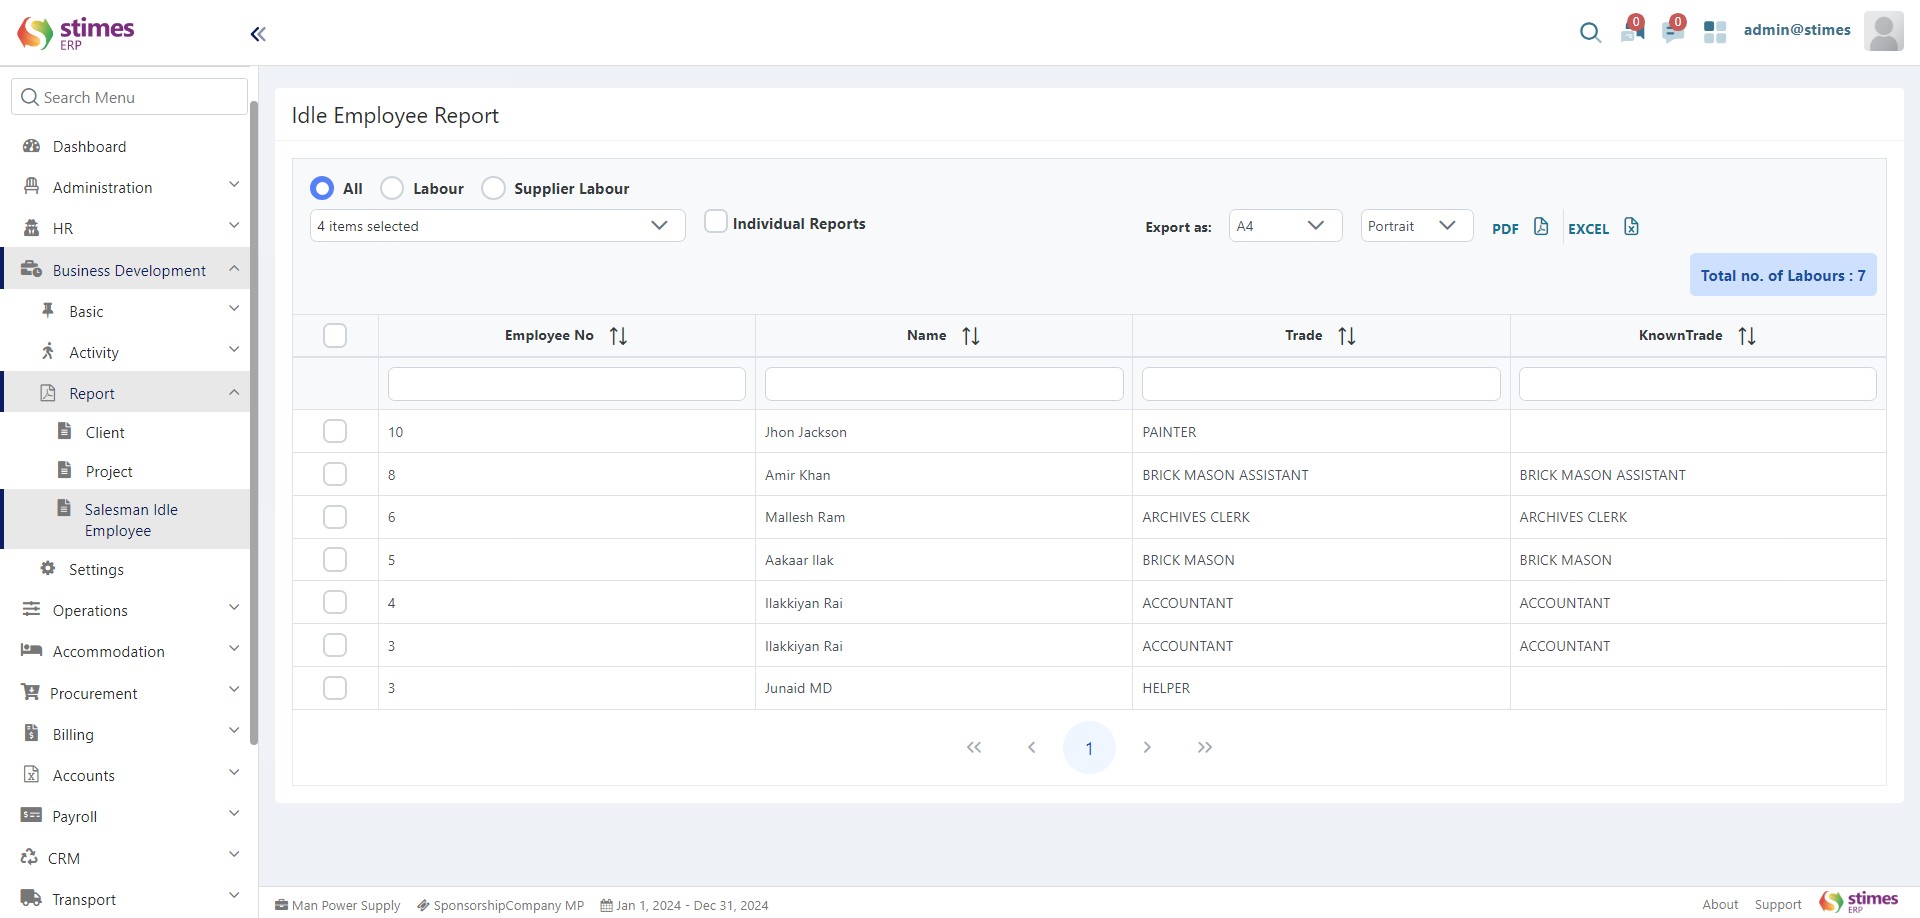 stimes
ERP
0
0
admin@stimes
Search Menu
Dashboard
Administration
HR
Business Development
Basic
Activity
Report
Client
Project
Salesman Idle
Employee
Settings
Operations
Accommodation
Procurement
Billing
Accounts
Payroll
CRM
Transport
Idle Employee Report
All Labour Supplier Labour
4 items selected
Individual Reports
Export as: A4 Portrait PDF EXCEL
Total no. of Labours : 7
Employee No Name Trade KnownTrade
10 Jhon Jackson PAINTER
8 Amir Khan BRICK MASON ASSISTANT BRICK MASON ASSISTANT
6 Mallesh Ram ARCHIVES CLERK ARCHIVES CLERK
5 Aakaar Ilak BRICK MASON BRICK MASON
4 Ilakkiyan Rai ACCOUNTANT ACCOUNTANT
3 Ilakkiyan Rai ACCOUNTANT ACCOUNTANT
3 Junaid MD HELPER
1
Man Power Supply SponsorshipCompany MP Jan 1, 2024 - Dec 31, 2024
About Support
stimes
ERP